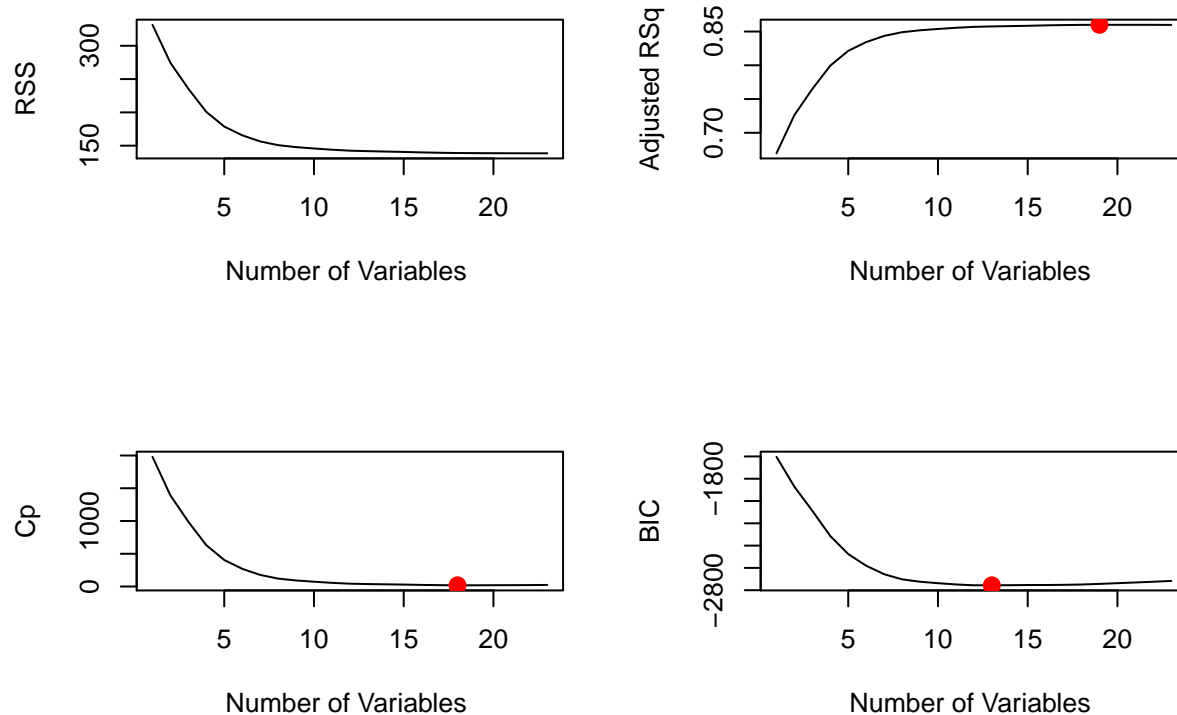 RSS
300
150
5 10 15 20
Number of Variables
Adjusted RSq
0.85
0.70
5 10 15 20
Number of Variables
Cp
1000
0
5 10 15 20
Number of Variables
BIC
−1800
−2800
5 10 15 20
Number of Variables